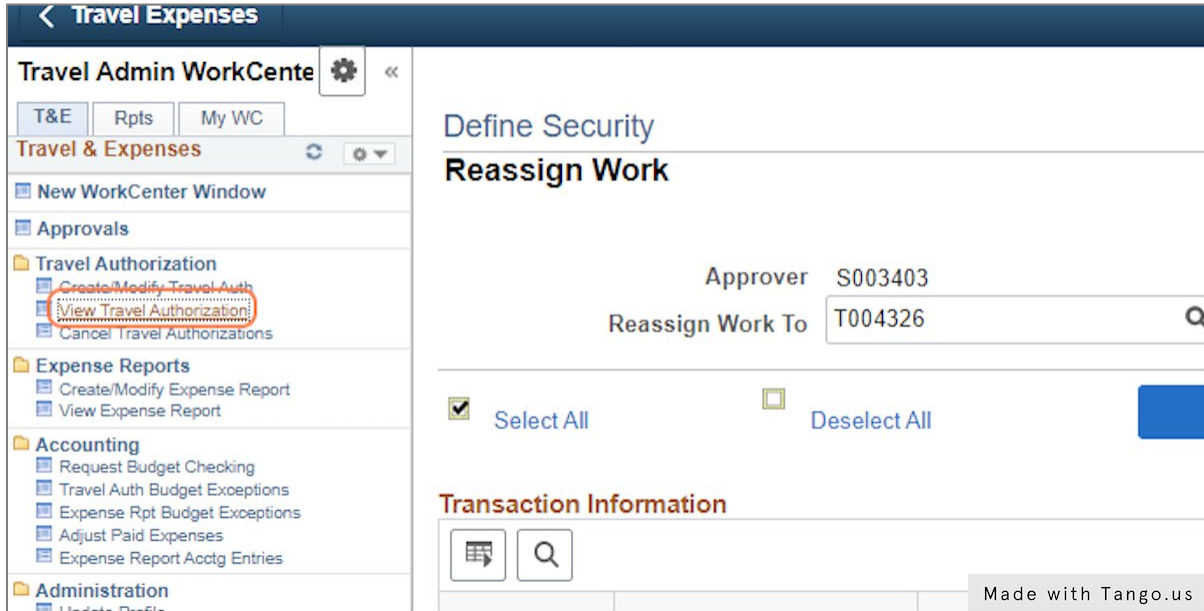 Travel Expenses
Travel Admin WorkCente
T&E
Rpts
My WC
Travel & Expenses
New WorkCenter Window
Approvals
Travel Authorization
Create/Modify Travel Auth
View Travel Authorization
Cancel Travel Authorizations
Expense Reports
Create/Modify Expense Report
View Expense Report
Accounting
Request Budget Checking
Travel Auth Budget Exceptions
Expense Rpt Budget Exceptions
Adjust Paid Expenses
Expense Report Acctg Entries
Administration
Update Profile
Define Security
Reassign Work
Approver S003403
Reassign Work To T004326
Select All
Deselect All
Transaction Information
Made with Tango.us